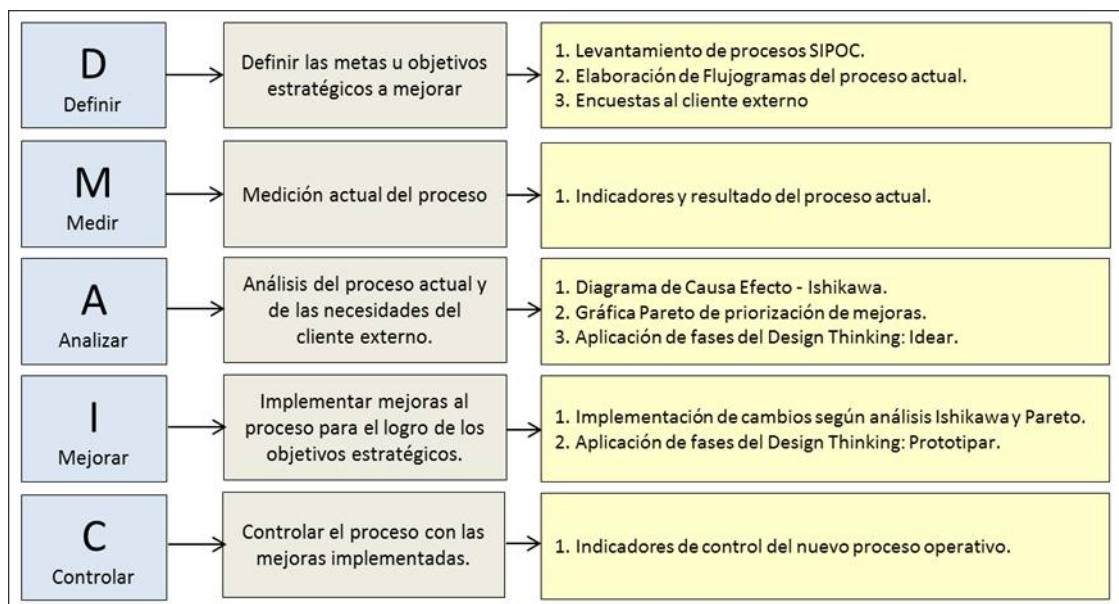 D
Definir
Definir las metas u objetivos
estratégicos a mejorar
1. Levantamiento de procesos SIPOC.
2. Elaboración de Flujogramas del proceso actual.
3. Encuestas al cliente externo
M
Medir
Medición actual del proceso
1. Indicadores y resultado del proceso actual.
A
Analizar
Análisis del proceso actual y
de las necesidades del
cliente externo.
1. Diagrama de Causa Efecto - Ishikawa.
2. Gráfica Pareto de priorización de mejoras.
3. Aplicación de fases del Design Thinking: Idear.
I
Mejorar
Implementar mejoras al
proceso para el logro de los
objetivos estratégicos.
1. Implementación de cambios según análisis Ishikawa y Pareto.
2. Aplicación de fases del Design Thinking: Prototipar.
C
Controlar
Controlar el proceso con las
mejoras implementadas.
1. Indicadores de control del nuevo proceso operativo.